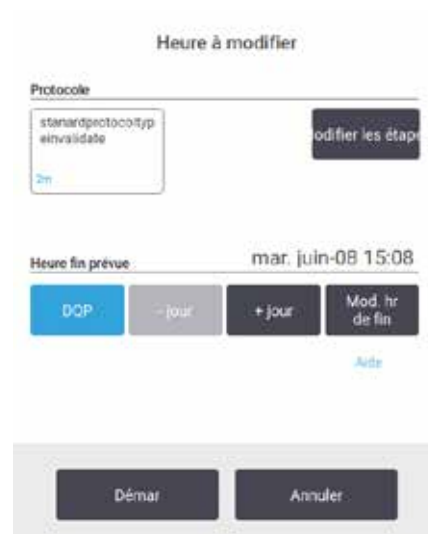 Heure à modifier
Protocole
stanardprotocoltyp
einvalidate
odifier les étape
2m
Heure fin prévue
mar. juin-08 15:08
DQP
- jour
+ jour
Mod. hr
de fin
Aide
Démar
Annuler